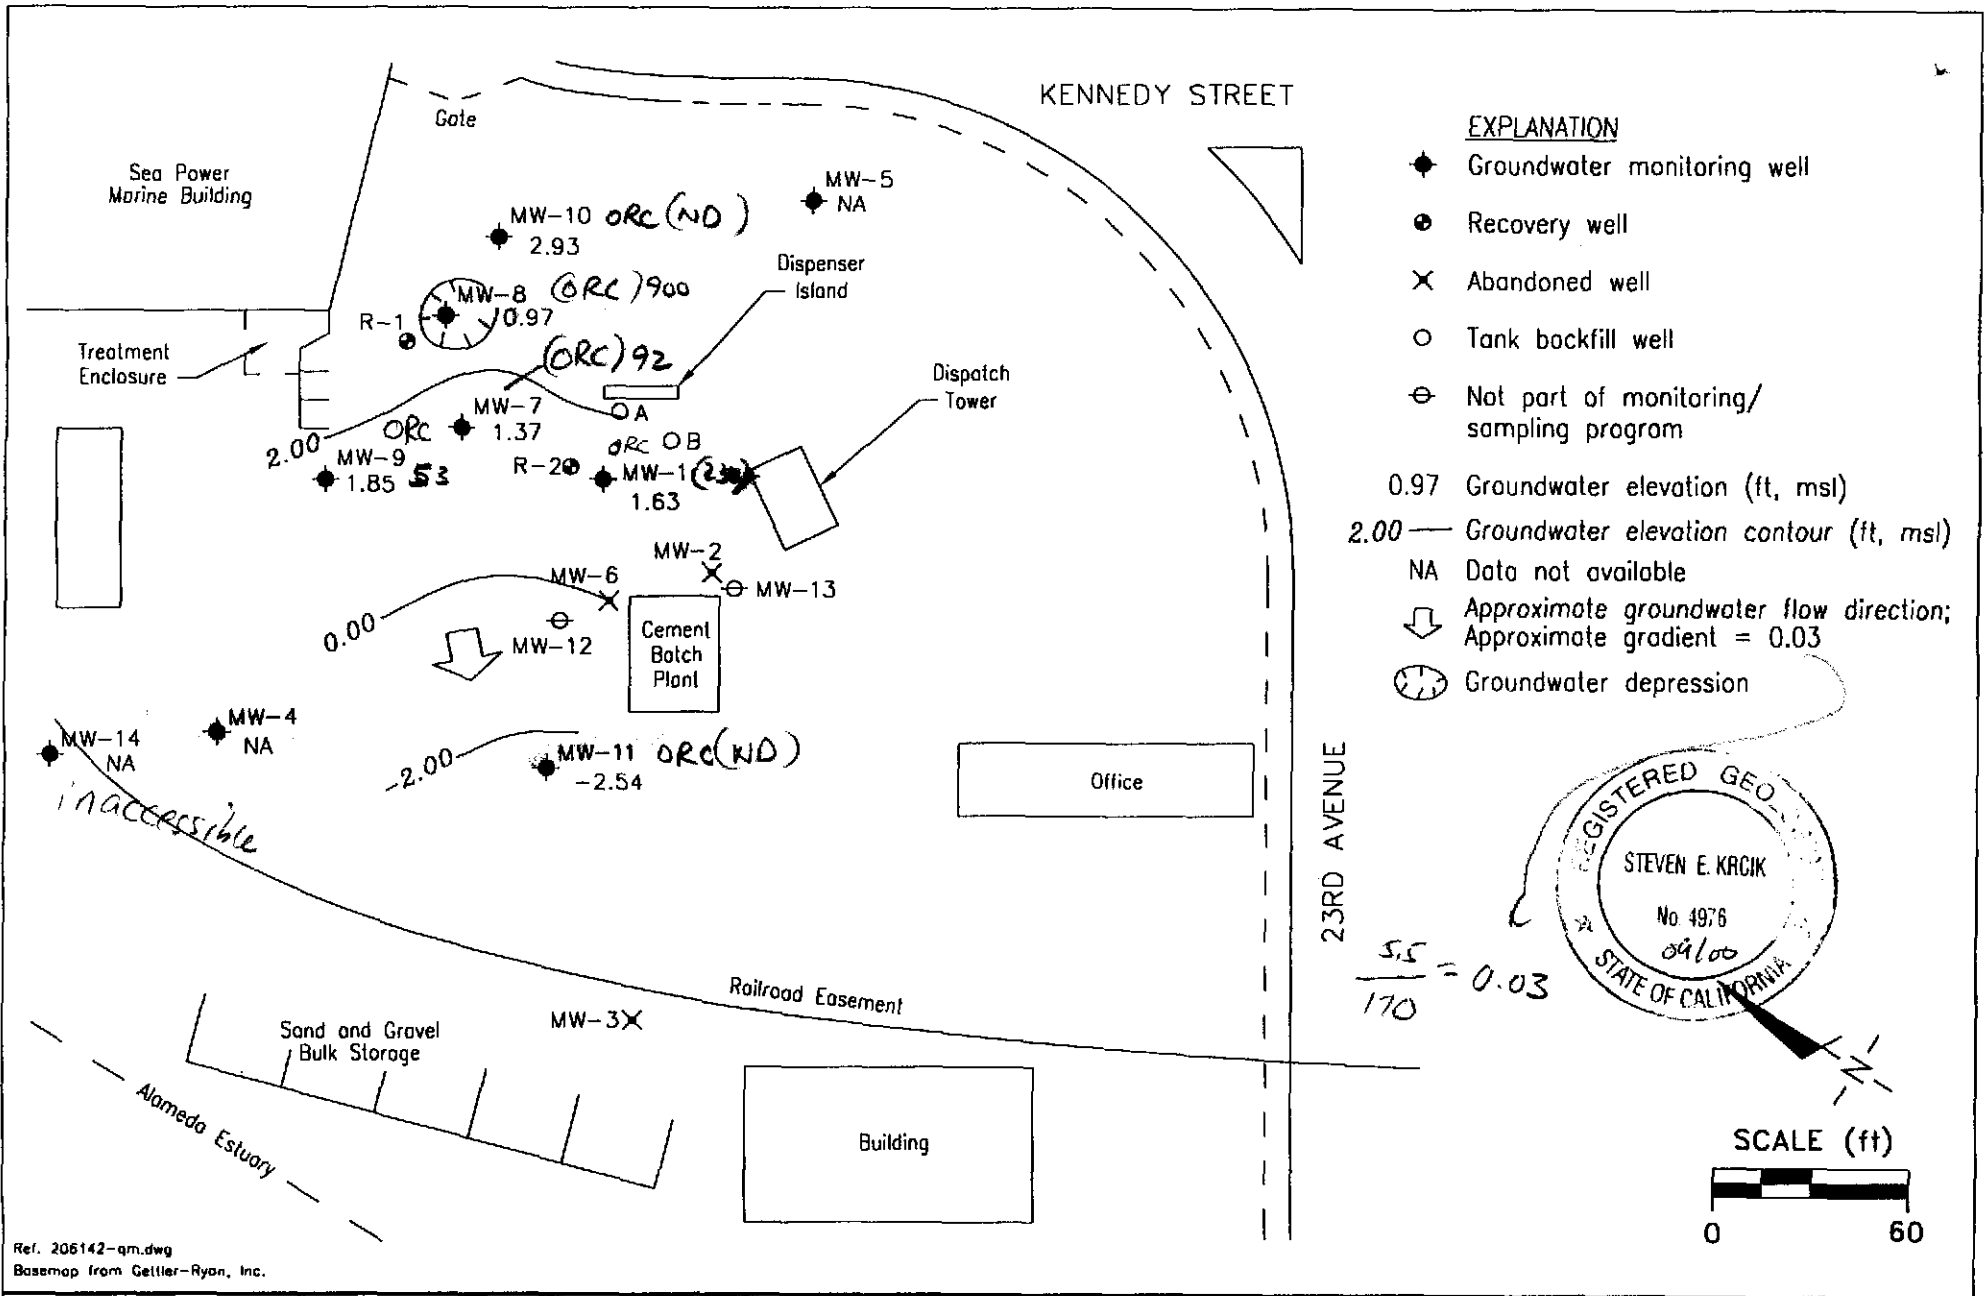 KENNEDY STREET
Gate
Sea Power
Marine Building
MW-5
NA
MW-10 ORC (ND)
2.93
Dispenser
Island
MW-8 (ORC) 900
0.97
R-1
Treatment
Enclosure
(ORC) 92
Dispatch
Tower
A
MW-7
1.37
ORC
ORC
B
2.00
MW-9
1.85 53
R-2
MW-1
1.63
MW-2
MW-6
MW-13
0.00
MW-12
Cement
Batch
Plant
MW-4
NA
MW-14
NA
inaccessible
-2.00
MW-11 ORC (ND)
-2.54
Office
23RD AVENUE
Railroad Easement
MW-3
Sand and Gravel
Bulk Storage
Alameda Estuary
Building
EXPLANATION
Groundwater monitoring well
Recovery well
Abandoned well
Tank backfill well
Not part of monitoring/
sampling program
0.97 Groundwater elevation (ft, msl)
2.00 Groundwater elevation contour (ft, msl)
NA Data not available
Approximate groundwater flow direction;
Approximate gradient = 0.03
Groundwater depression
REGISTERED GEO
STEVEN E. KRCIK
No. 4976
STATE OF CALIFORNIA
5.5
170
= 0.03
N
SCALE (ft)
0 60
Ref. 206142-qm.dwg
Basemap from Gettler-Ryan, Inc.